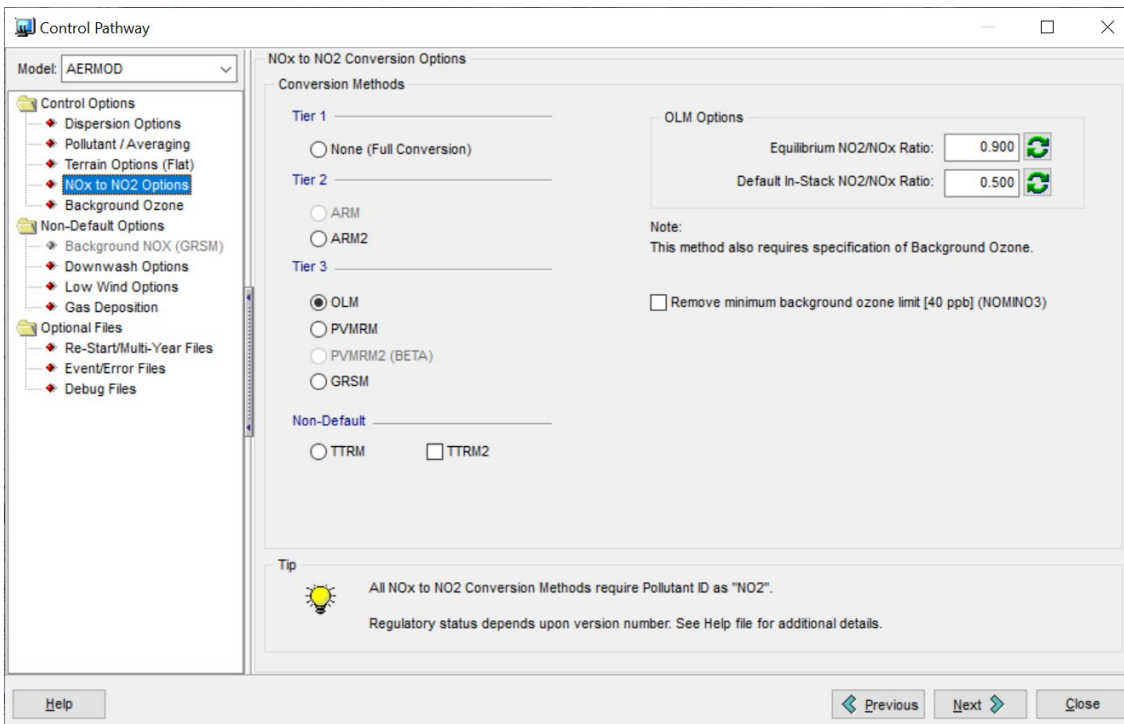 Control Pathway
Model: AERMOD
Control Options
Dispersion Options
Pollutant / Averaging
Terrain Options (Flat)
NOx to NO2 Options
Background Ozone
Non-Default Options
Background NOX (GRSM)
Downwash Options
Low Wind Options
Gas Deposition
Optional Files
Re-Start/Multi-Year Files
Event/Error Files
Debug Files
NOx to NO2 Conversion Options
Conversion Methods
Tier 1
None (Full Conversion)
Tier 2
ARM
ARM2
Tier 3
OLM
PVMRM
PVMRM2 (BETA)
GRSM
Non-Default
TTRM TTRM2
OLM Options
Equilibrium NO2/NOx Ratio: 0.900
Default In-Stack NO2/NOx Ratio: 0.500
Note:
This method also requires specification of Background Ozone.
Remove minimum background ozone limit [40 ppb] (NOMINO3)
Tip
All NOx to NO2 Conversion Methods require Pollutant ID as "NO2".
Regulatory status depends upon version number. See Help file for additional details.
Help Previous Next Close